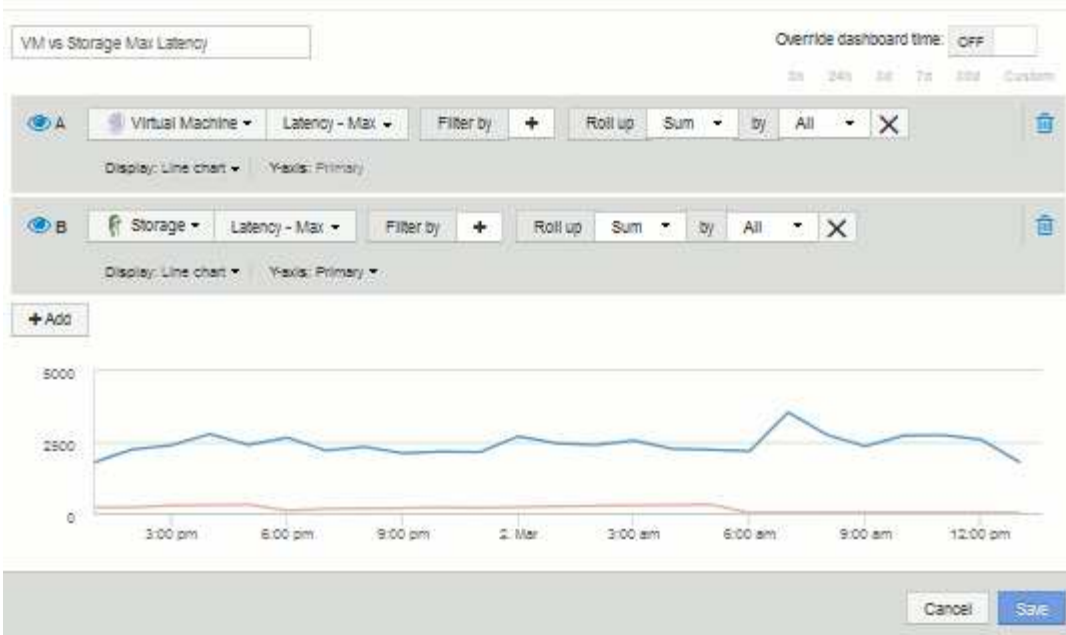 VM vs Storage Max Latency
Override dashboard time: OFF
3h 24h 3d 7d 30d Custom
A Virtual Machine Latency - Max Filter by + Roll up Sum by All
Display: Line chart Y-axis: Primary
B Storage Latency - Max Filter by + Roll up Sum by All
Display: Line chart Y-axis: Primary
+ Add
5000
2500
0
3:00 pm 6:00 pm 9:00 pm 2. Mar 3:00 am 6:00 am 9:00 am 12:00 pm
Cancel Save